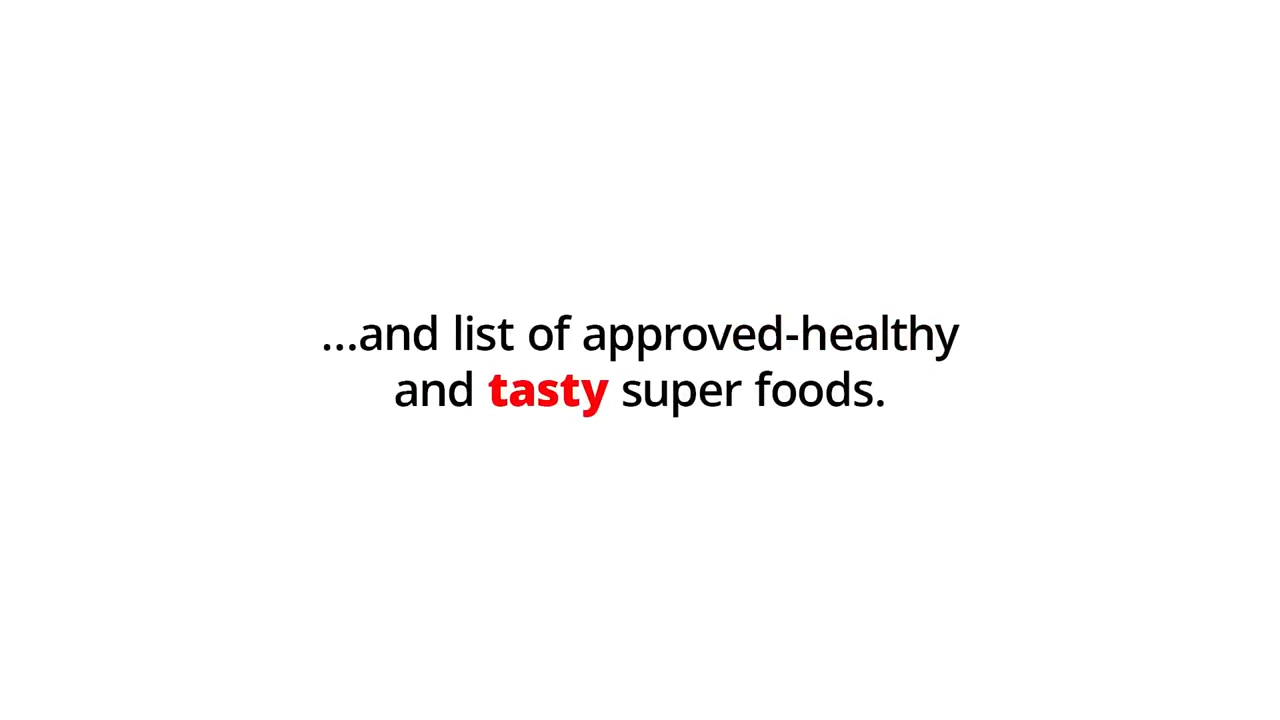 ...and list of approved-healthy
and tasty super foods.